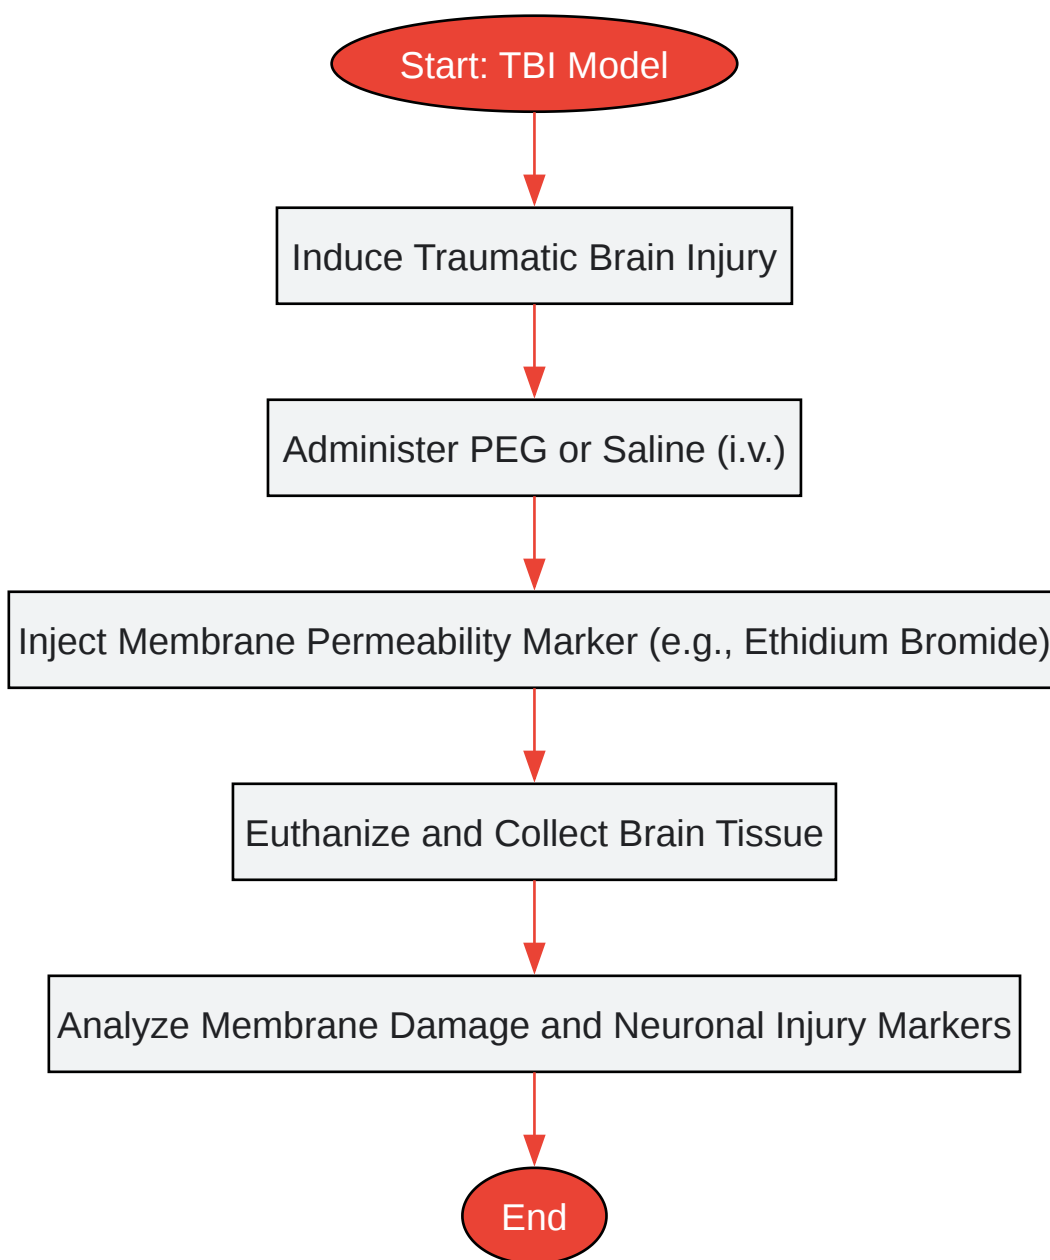 Start: TBI Model
Induce Traumatic Brain Injury
Administer PEG or Saline (i.v.)
Inject Membrane Permeability Marker (e.g., Ethidium Bromide)
Euthanize and Collect Brain Tissue
Analyze Membrane Damage and Neuronal Injury Markers
End